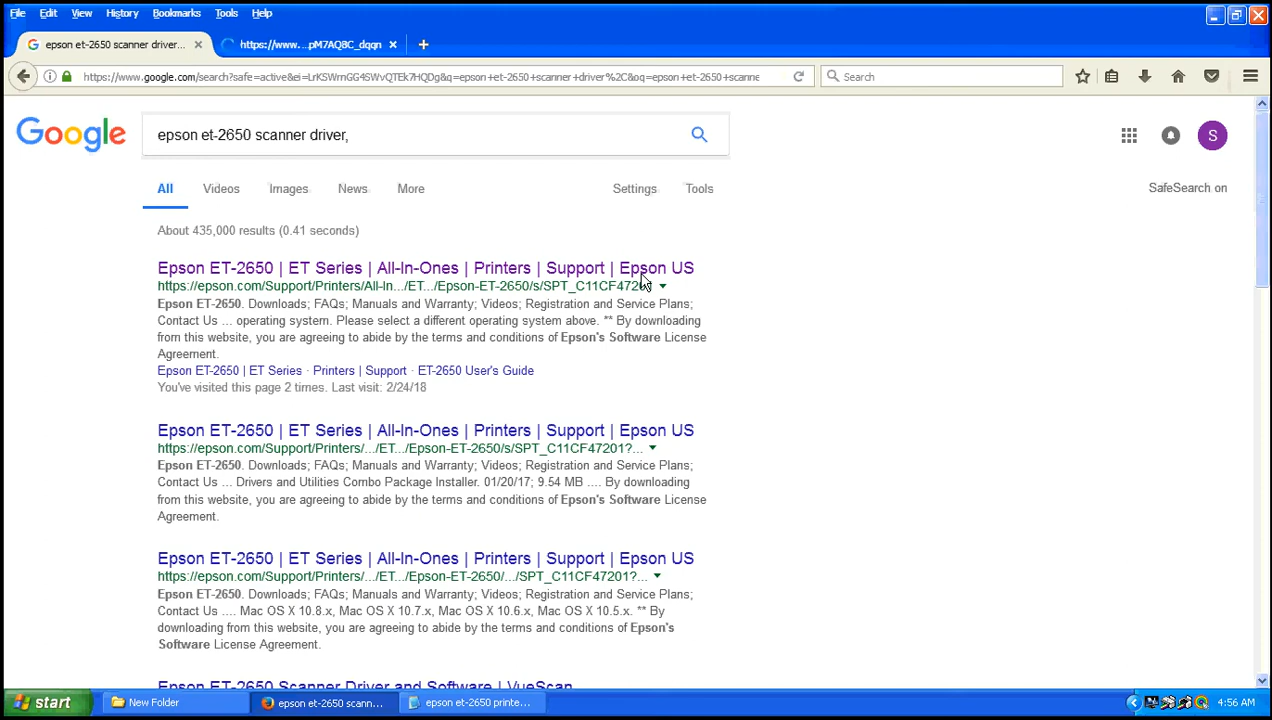 File Edit View History Bookmarks Tools Help
epson et-2650 scanner driver... × https://www....pM7AQ8C_dqqn × +
https://www.google.com/search?safe=active&ei=LrKSWrnGG4SWvQTEk7HQDg&q=epson+et-2650+scanner+driver%2C&oq=epson+et-2650+scanne
Search
Google
epson et-2650 scanner driver,
S
All Videos Images News More Settings Tools
SafeSearch on
About 435,000 results (0.41 seconds)
Epson ET-2650 | ET Series | All-In-Ones | Printers | Support | Epson US
https://epson.com/Support/Printers/All-In.../ET.../Epson-ET-2650/s/SPT_C11CF47201
Epson ET-2650. Downloads; FAQs; Manuals and Warranty; Videos; Registration and Service Plans;
Contact Us ... operating system. Please select a different operating system above. ** By downloading
from this website, you are agreeing to abide by the terms and conditions of Epson's Software License
Agreement.
Epson ET-2650 | ET Series · Printers | Support · ET-2650 User's Guide
You've visited this page 2 times. Last visit: 2/24/18
Epson ET-2650 | ET Series | All-In-Ones | Printers | Support | Epson US
https://epson.com/Support/Printers/.../ET.../Epson-ET-2650/s/SPT_C11CF47201?...
Epson ET-2650. Downloads; FAQs; Manuals and Warranty; Videos; Registration and Service Plans;
Contact Us ... Drivers and Utilities Combo Package Installer. 01/20/17; 9.54 MB .... By downloading
from this website, you are agreeing to abide by the terms and conditions of Epson's Software License
Agreement.
Epson ET-2650 | ET Series | All-In-Ones | Printers | Support | Epson US
https://epson.com/Support/Printers/.../ET.../Epson-ET-2650/.../SPT_C11CF47201?...
Epson ET-2650. Downloads; FAQs; Manuals and Warranty; Videos; Registration and Service Plans;
Contact Us .... Mac OS X 10.8.x, Mac OS X 10.7.x, Mac OS X 10.6.x, Mac OS X 10.5.x. ** By
downloading from this website, you are agreeing to abide by the terms and conditions of Epson's
Software License Agreement.
Epson ET-2650 Scanner Driver and Software | VueScan
start New Folder epson et-2650 scann... epson et-2650 printe... 4:56 AM